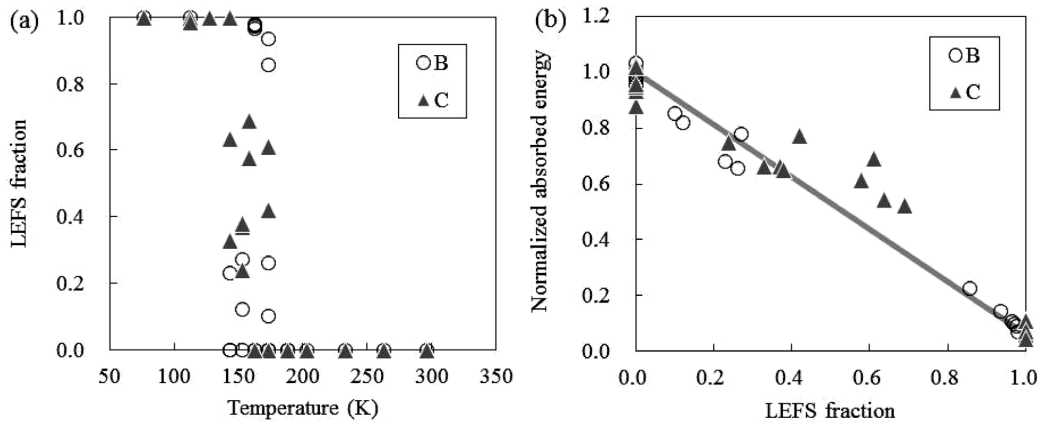 (a)
1.0
0.8
0.6
0.4
0.2
0.0
LEFS fraction
B
C
50 100 150 200 250 300 350
Temperature (K)
(b)
1.2
1.0
0.8
0.6
0.4
0.2
0.0
Normalized absorbed energy
B
C
0.0 0.2 0.4 0.6 0.8 1.0
LEFS fraction